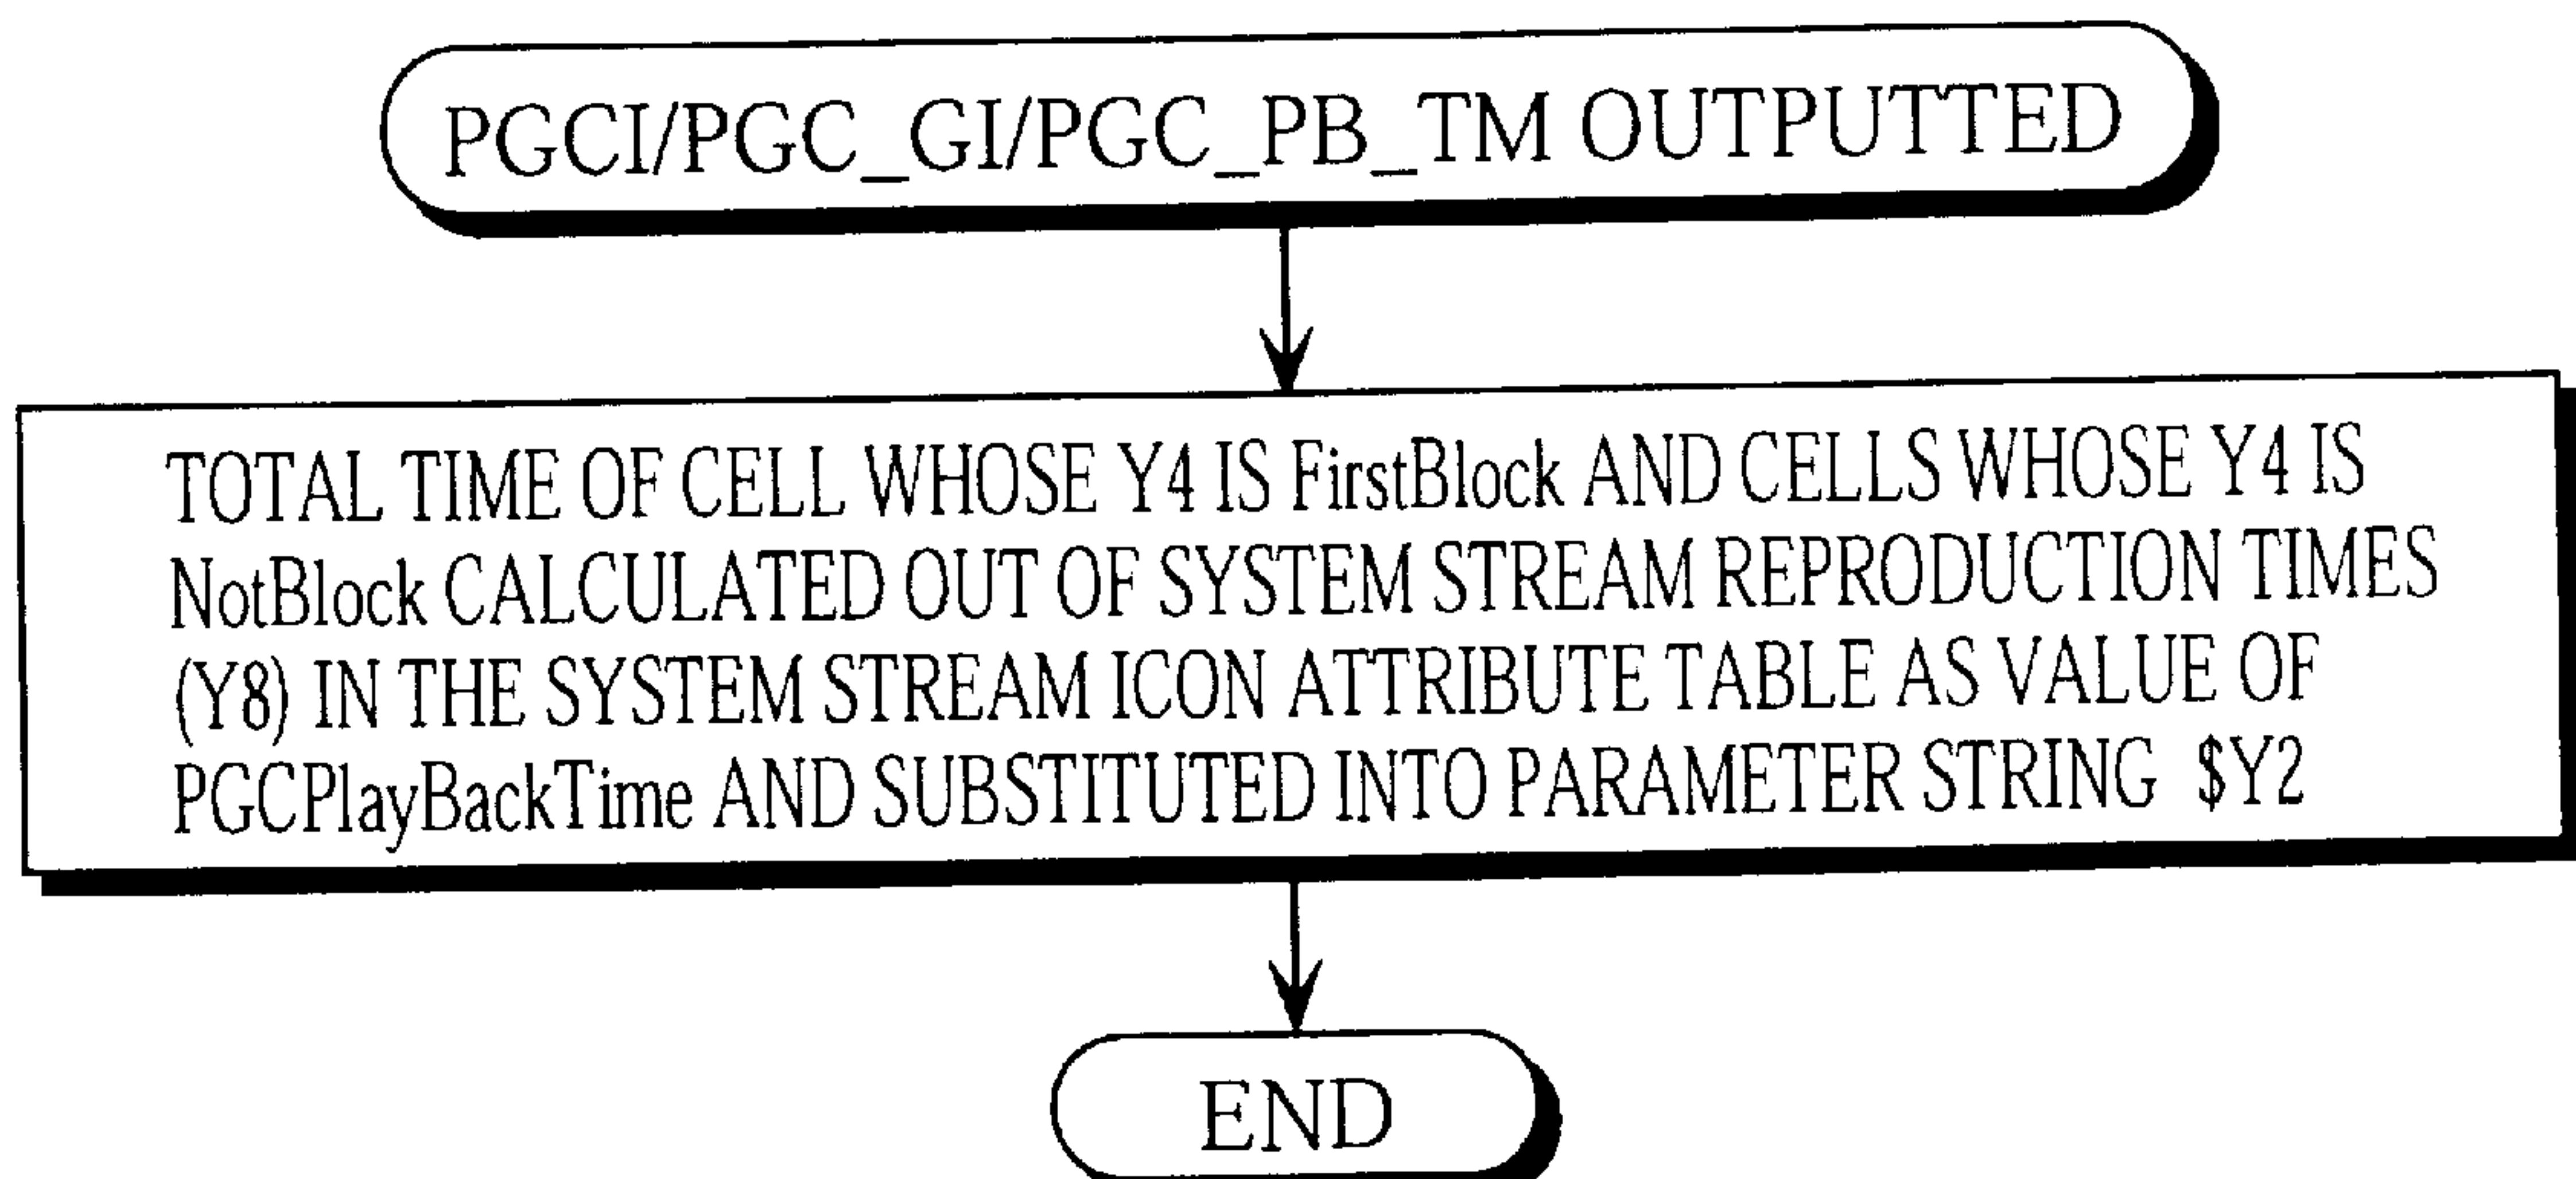 PGCI/PGC_GI/PGC_PB_TM OUTPUTTED
TOTAL TIME OF CELL WHOSE Y4 IS FirstBlock AND CELLS WHOSE Y4 IS
NotBlock CALCULATED OUT OF SYSTEM STREAM REPRODUCTION TIMES
(Y8) IN THE SYSTEM STREAM ICON ATTRIBUTE TABLE AS VALUE OF
PGCPlayBackTime AND SUBSTITUTED INTO PARAMETER STRING $Y2
END